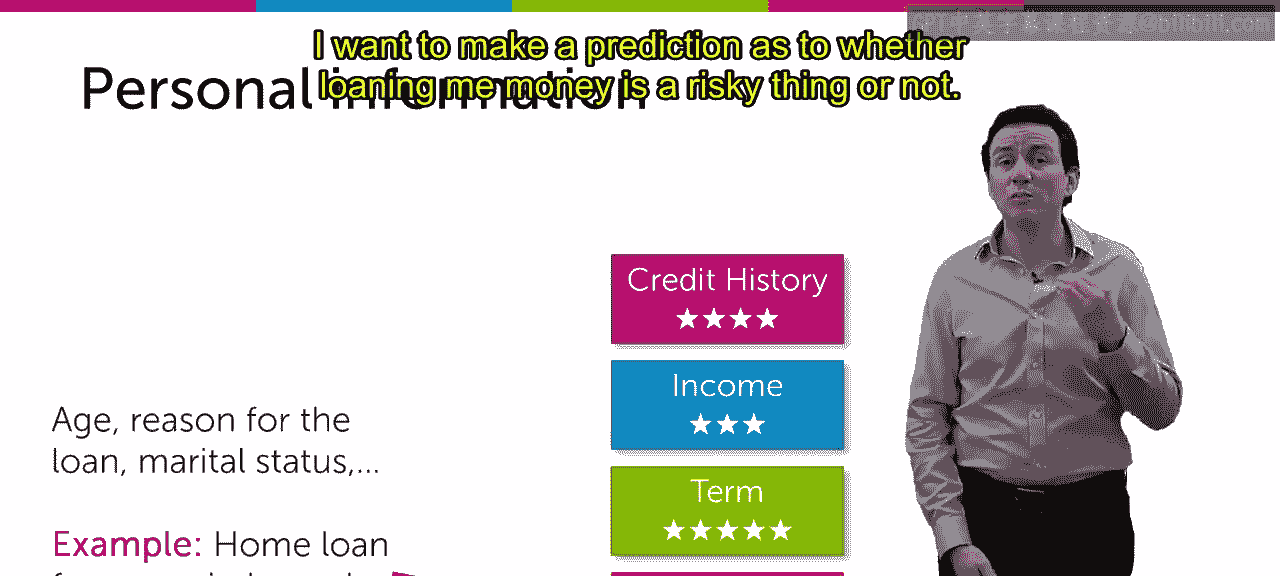 I want to make a prediction as to whether
loaning me money is a risky thing or not.
Personal information
Credit History
Income
Age, reason for the
loan, marital status,...
Term
Example: Home loan